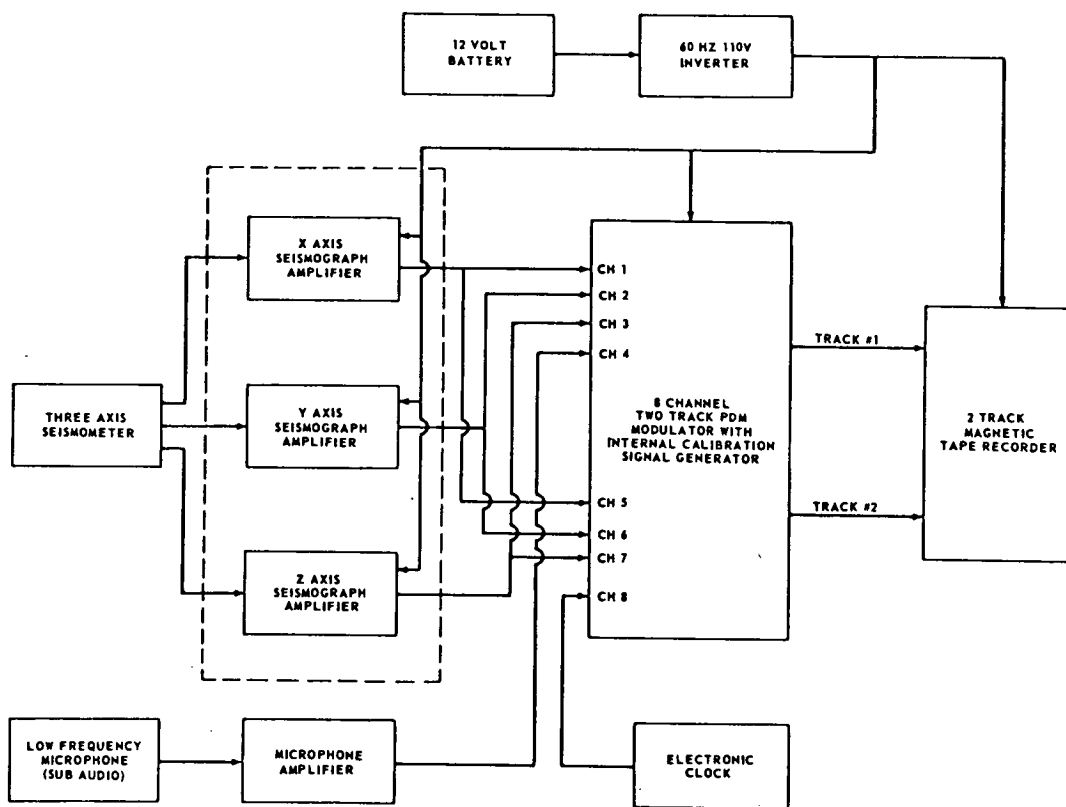 12 VOLT
BATTERY
60 HZ 110V
INVERTER
X AXIS
SEISMOGRAPH
AMPLIFIER
CH 1
CH 2
CH 3
CH 4
TRACK #1
THREE AXIS
SEISMOMETER
Y AXIS
SEISMOGRAPH
AMPLIFIER
8 CHANNEL
TWO TRACK PDM
MODULATOR WITH
INTERNAL CALIBRATION
SIGNAL GENERATOR
2 TRACK
MAGNETIC
TAPE RECORDER
CH 5
TRACK #2
CH 6
CH 7
Z AXIS
SEISMOGRAPH
AMPLIFIER
CH 8
LOW FREQUENCY
MICROPHONE
(SUB AUDIO)
MICROPHONE
AMPLIFIER
ELECTRONIC
CLOCK